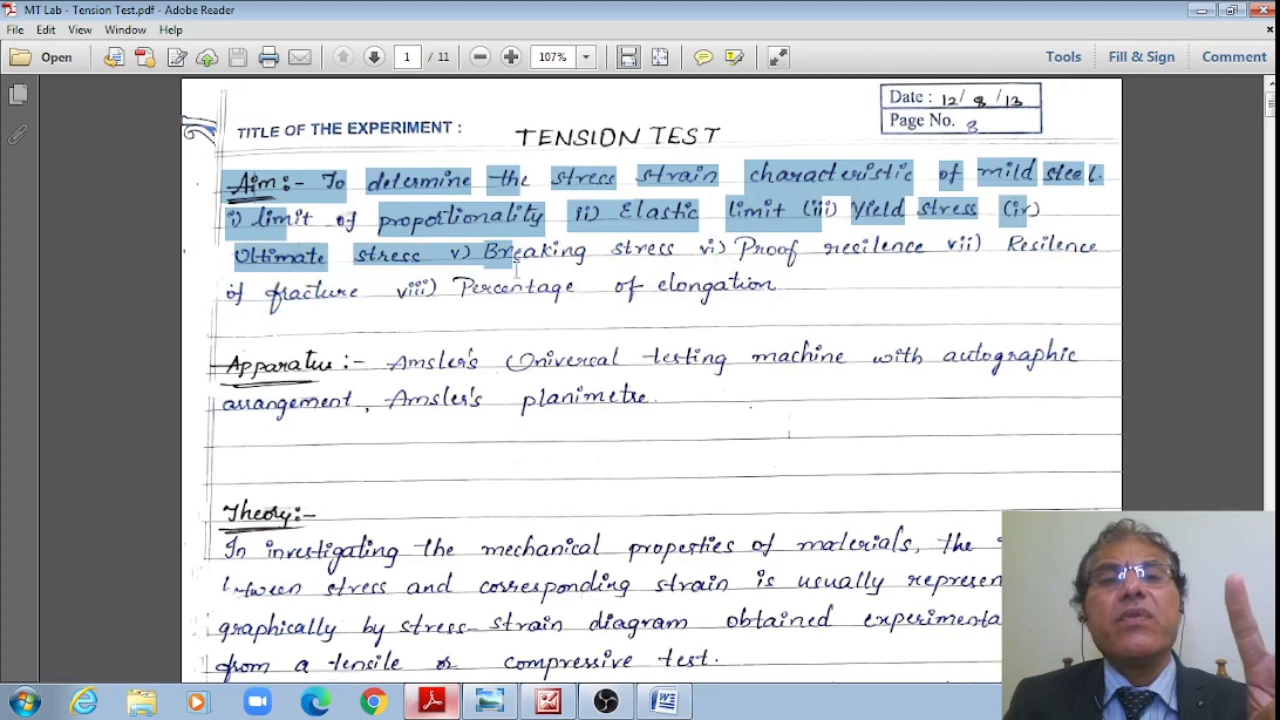 MT Lab - Tension Test.pdf - Adobe Reader
File Edit View Window Help
Open 1 / 11 107% Tools Fill & Sign Comment
Date : 12/ 8 /13
Page No. 8
TITLE OF THE EXPERIMENT : TENSION TEST
Aim:- To determine the stress strain characteristic of mild steel.
i) limit of proportionality ii) Elastic limit (iii) Yield stress (iv)
Ultimate stress v) Breaking stress vi) Proof resilence vii) Resilence
of fracture viii) Percentage of elongation
Apparatus:- Amsler's Universal testing machine with autographic
arrangement, Amsler's planimetre.
Theory:-
In investigating the mechanical properties of materials, the
between stress and corresponding strain is usually represen
graphically by stress-strain diagram obtained experimenta
from a tensile or compressive test.